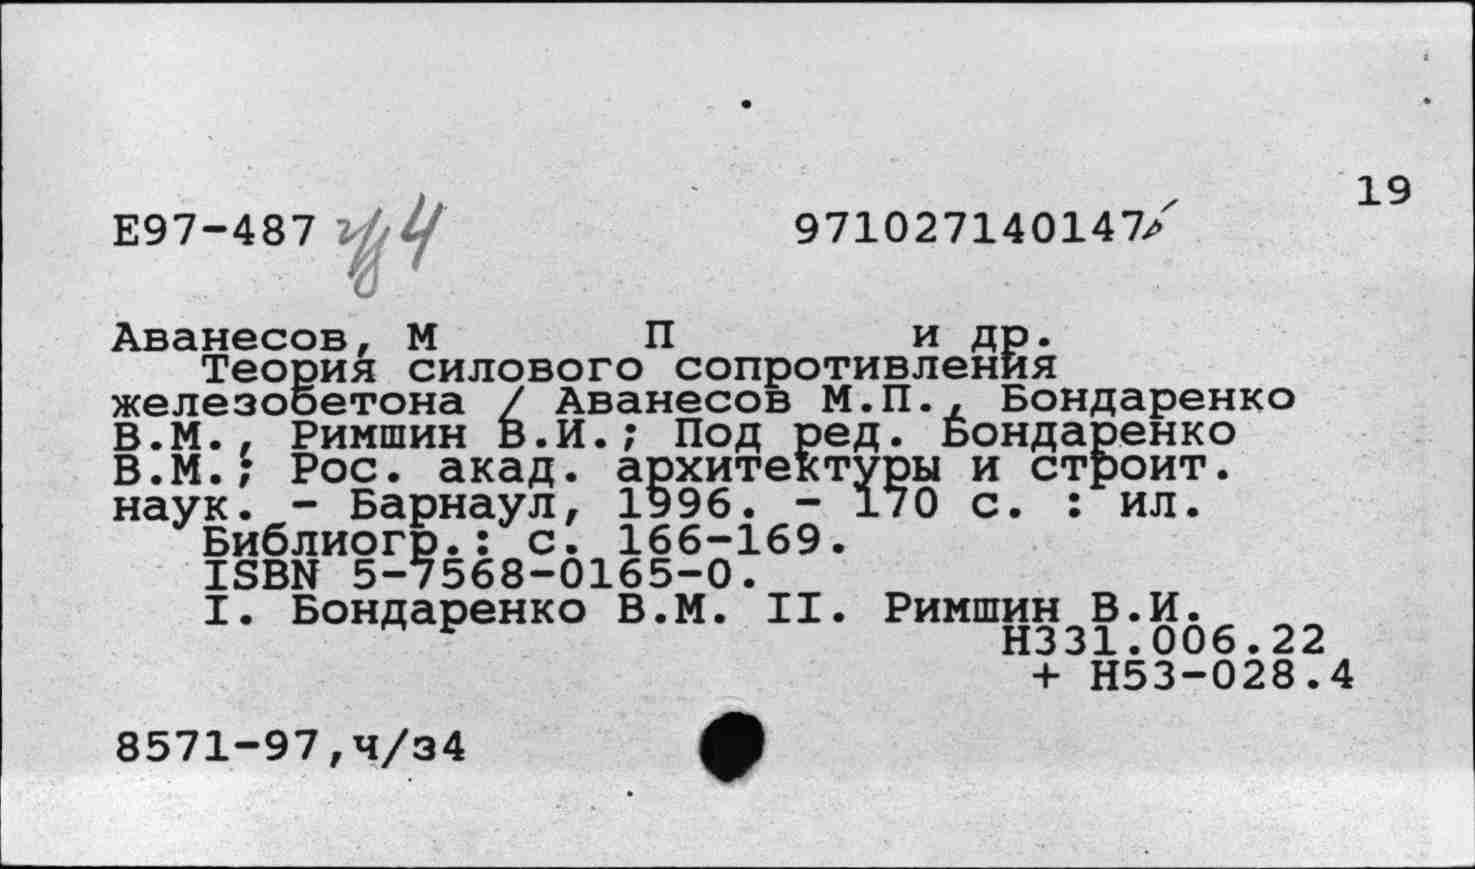 19
Е97-487 ч/з4 971027140147
Аванесов, М П и др.
Теория силового сопротивления
железобетона / Аванесов М.П., Бондаренко
В.М., Римшин В.И.; Под ред. Бондаренко
В.М.; Рос. акад. архитектуры и строит.
наук. - Барнаул, 1996. - 170 с. : ил.
Библиогр.: с. 166-169.
ISBN 5-7568-0165-0.
I. Бондаренко В.М. II. Римшин В.И.
Н331.006.22
+ Н53-028.4
8571-97,ч/з4